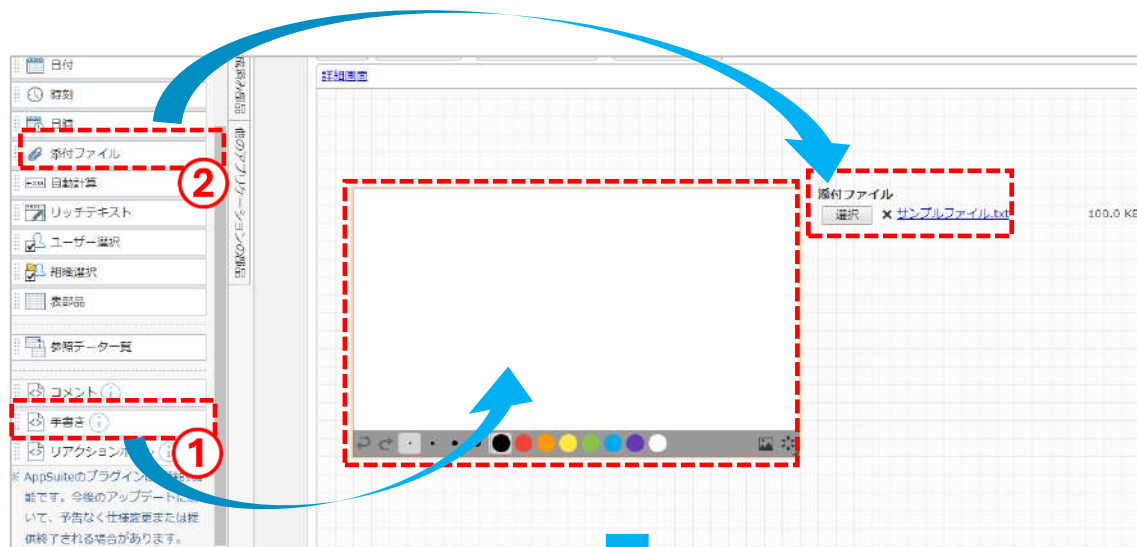 日付
時刻
日時
添付ファイル
②
自動計算
リッチテキスト
ユーザー選択
組織選択
表部品
参照データ一覧
コメント
手書き
①
リアクション
※ AppSuiteのプラグイン
能です。今後のアップデートに
いて、予告なく仕様変更または提
供終了される場合があります。
成済み部品
他のアプリケーションの部品
詳細画面
添付ファイル
選択 × サンプルファイル.txt 100.0 KB